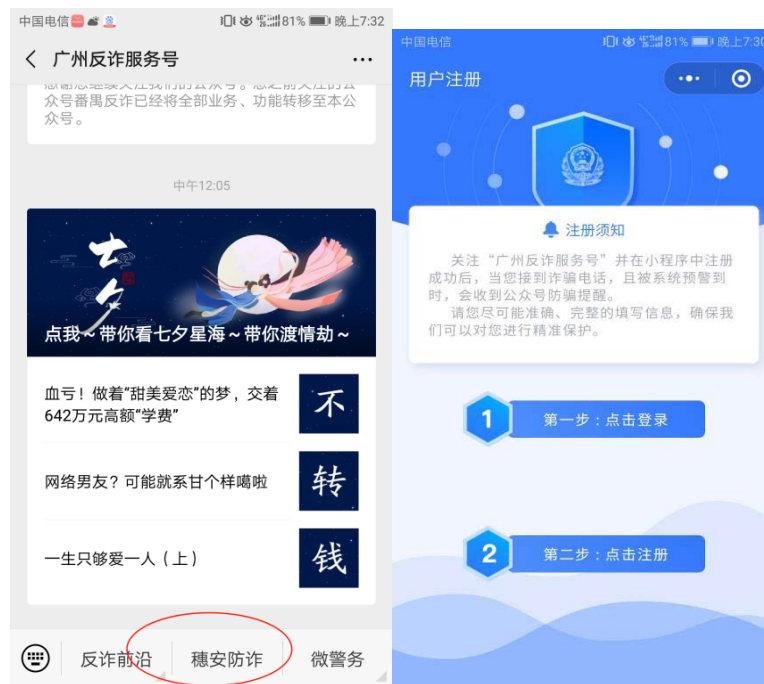 中国电信
81% 晚上7:32
广州反诈服务号
众号番禺反诈已经将全部业务、功能转移至本公
众号。
中午12:05
七夕
点我~带你看七夕星海~带你渡情劫~
血亏！做着“甜美爱恋”的梦，交着
642万元高额“学费”
不
网络男友？可能就系甘个样噶啦
转
一生只够爱一人（上）
钱
反诈前沿
穗安防诈
微警务
中国电信
81% 晚上7:30
用户注册
注册须知
关注“广州反诈服务号”并在小程序中注册
成功后，当您接到诈骗电话，且被系统预警到
时，会收到公众号防骗提醒。
请您尽可能准确、完整的填写信息，确保我
们可以对您进行精准保护。
1
第一步：点击登录
2
第二步：点击注册